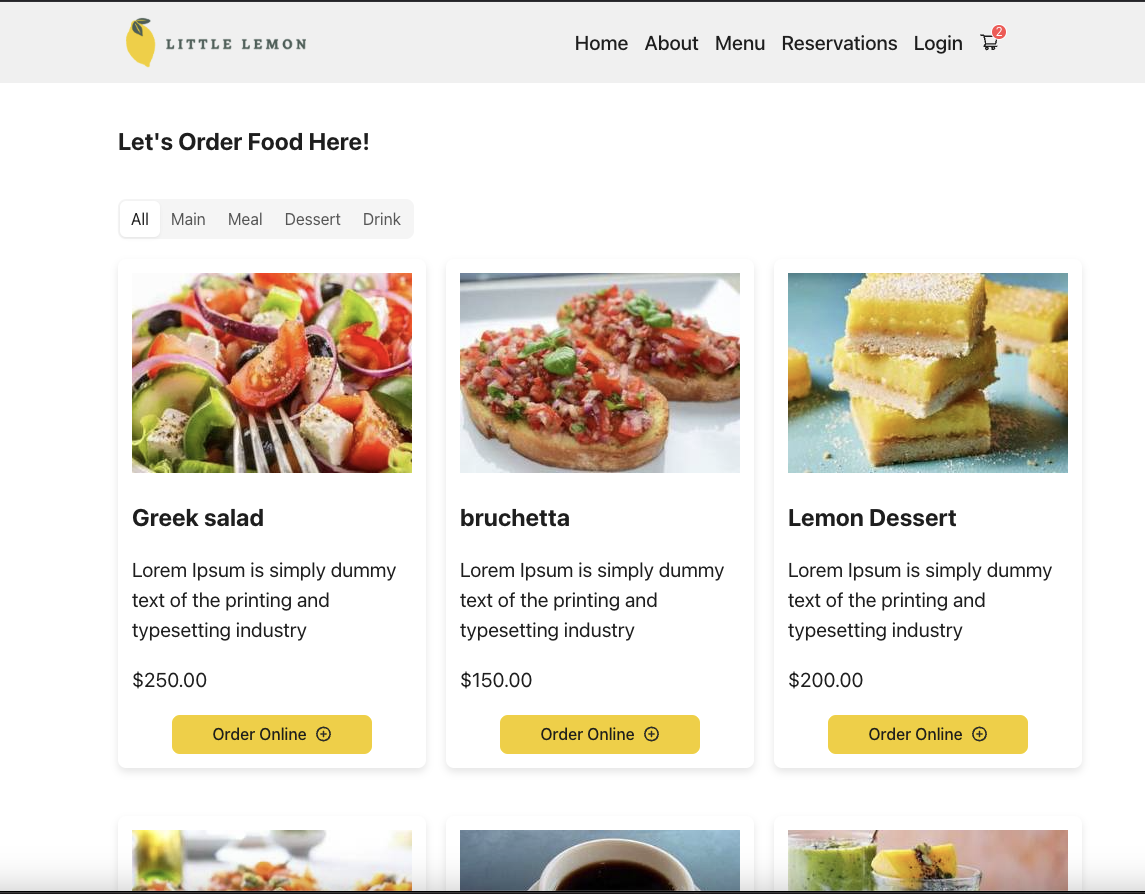 LITTLE LEMON
Home About Menu Reservations Login 2
Let's Order Food Here!
All Main Meal Dessert Drink
Greek salad
Lorem Ipsum is simply dummy
text of the printing and
typesetting industry
$250.00
Order Online
bruchetta
Lorem Ipsum is simply dummy
text of the printing and
typesetting industry
$150.00
Order Online
Lemon Dessert
Lorem Ipsum is simply dummy
text of the printing and
typesetting industry
$200.00
Order Online